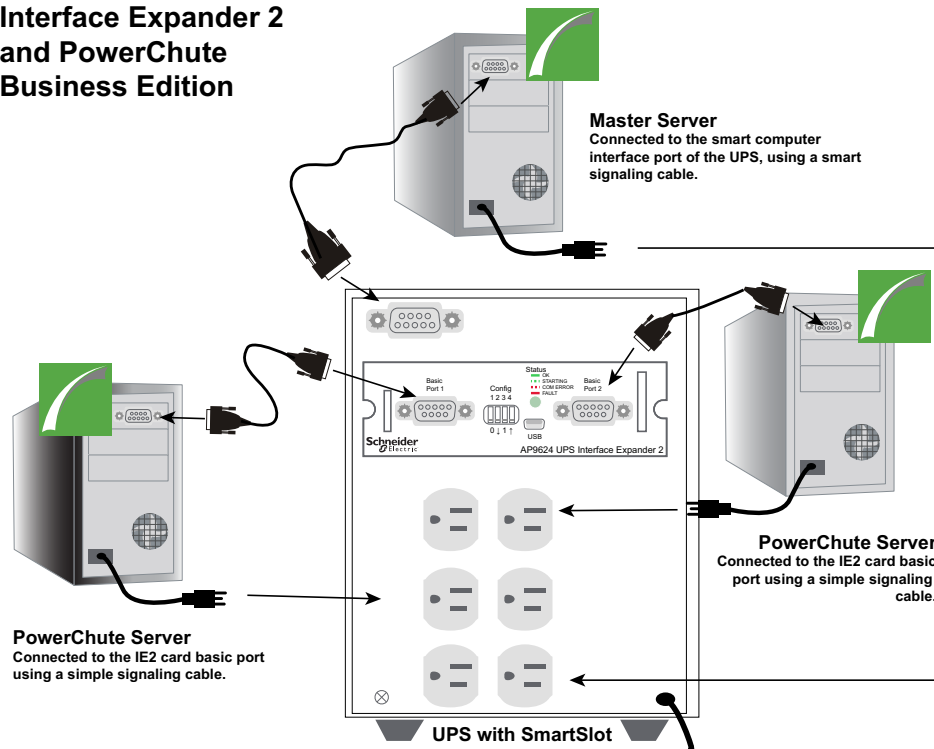 Interface Expander 2
and PowerChute
Business Edition
Master Server
Connected to the smart computer
interface port of the UPS, using a smart
signaling cable.
Basic
Port 1
Config
1 2 3 4
0 ↓ 1 ↑
Status
OK
STARTING
COM ERROR
FAULT
USB
Basic
Port 2
Schneider
Electric
AP9624 UPS Interface Expander 2
PowerChute Server
Connected to the IE2 card basic
port using a simple signaling
cable.
PowerChute Server
Connected to the IE2 card basic port
using a simple signaling cable.
UPS with SmartSlot